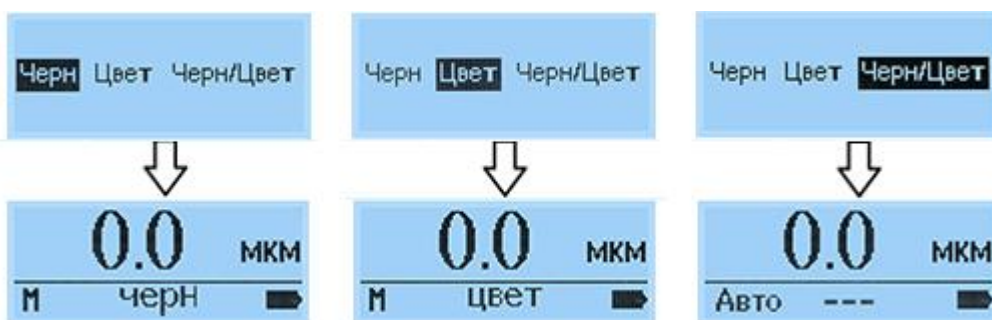 Черн Цвет Черн/Цвет
0.0 мкм
М черн
Черн Цвет Черн/Цвет
0.0 мкм
М цвет
Черн Цвет Черн/Цвет
0.0 мкм
Авто ---